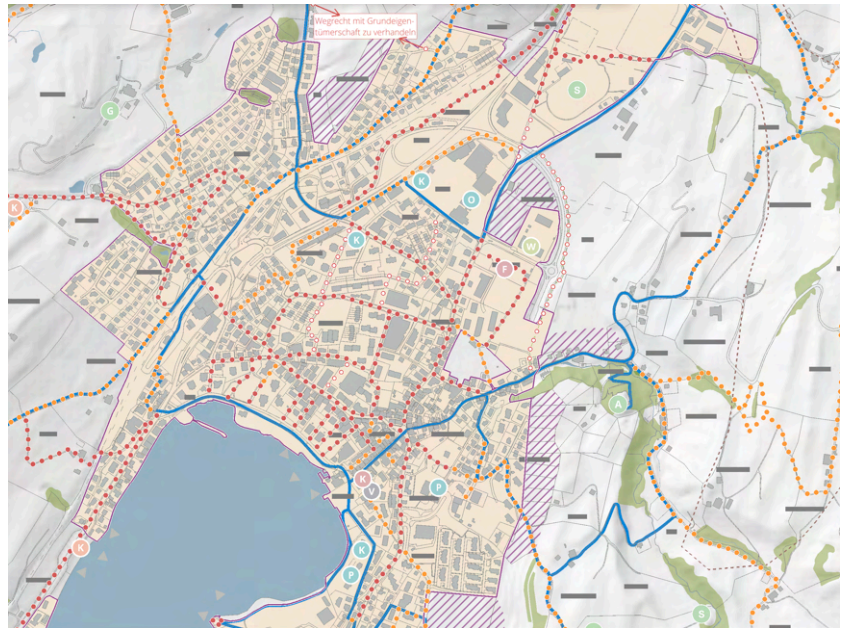 Wegrecht mit Grundeigen-
tümerschaft zu verhandeln
G
S
K
K
O
K
W
F
A
K
V
P
K
K
P
S